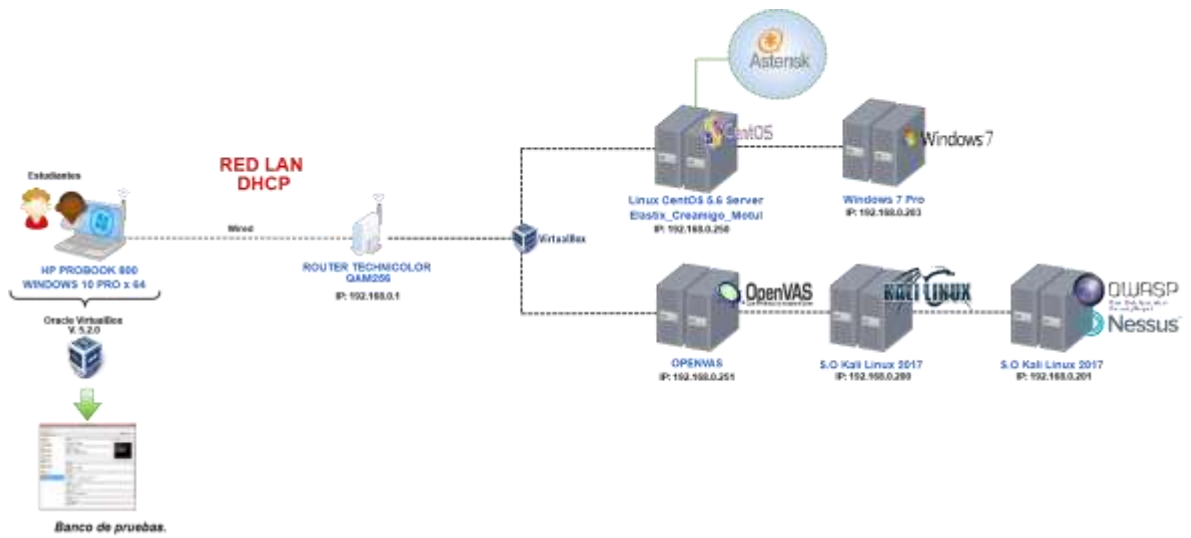 Asterisk
CentOS
Windows 7
RED LAN
DHCP
Estudiantes
Linux CentOS 5.6 Server
Elastix_Creamigo_Motul
IP: 192.168.0.250
Windows 7 Pro
IP: 192.168.0.203
Wired
VirtualBox
HP PROBOOK 800
WINDOWS 10 PRO x 64
ROUTER TECHNICOLOR
QAM256
IP: 192.168.0.1
OpenVAS
KALI LINUX
OWASP
Nessus
Oracle VirtualBox
V. 5.2.0
OPENVAS
IP: 192.168.0.251
S.O Kali Linux 2017
IP: 192.168.0.200
S.O Kali Linux 2017
IP: 192.168.0.201
Banco de pruebas.